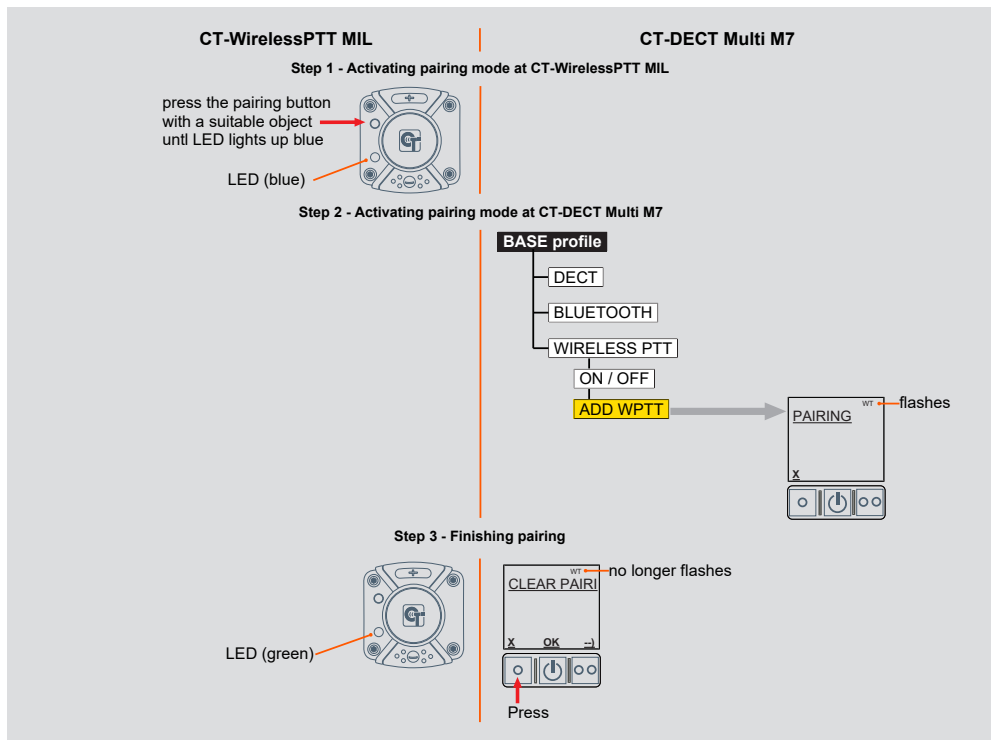 CT-WirelessPTT MIL
CT-DECT Multi M7
Step 1 - Activating pairing mode at CT-WirelessPTT MIL
press the pairing button
with a suitable object
untl LED lights up blue
LED (blue)
Step 2 - Activating pairing mode at CT-DECT Multi M7
BASE profile
DECT
BLUETOOTH
WIRELESS PTT
ON / OFF
ADD WPTT
WT
flashes
PAIRING
X
Step 3 - Finishing pairing
WT
no longer flashes
CLEAR PAIRI
X OK --)
LED (green)
Press